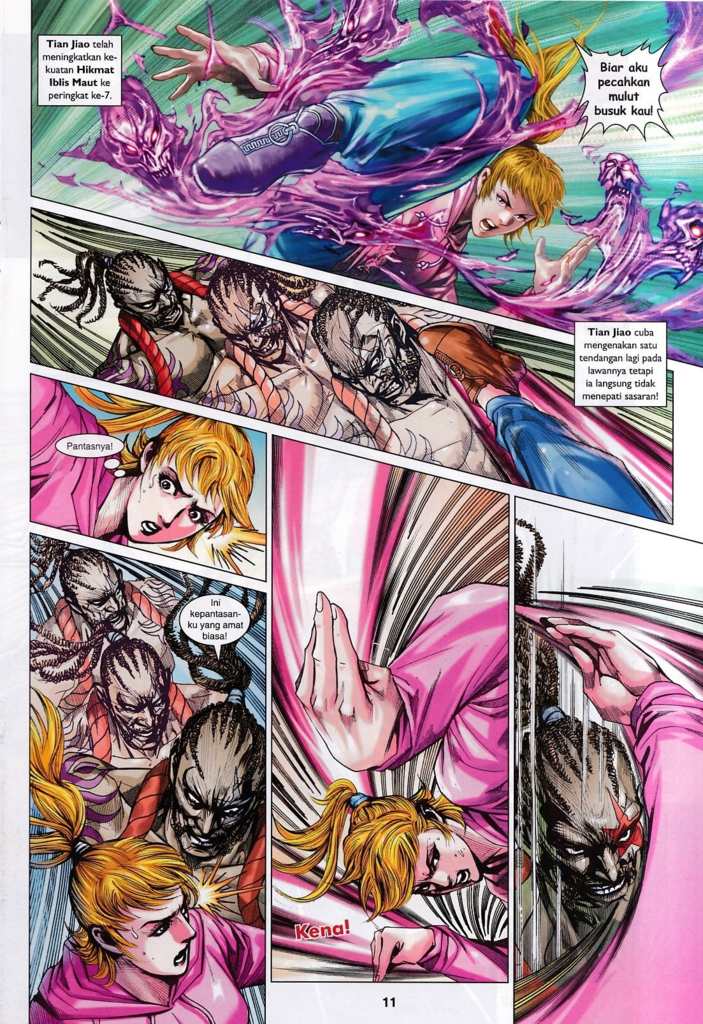 Tian Jiao telah
meningkatkan ke-
kuatan Hikmat
Iblis Maut ke
peringkat ke-7.
Biar aku
pecahkan
mulut
busuk kau!
Tian Jiao cuba
mengenakan satu
tendangan lagi pada
lawannya tetapi
ia langsung tidak
menepati sasaran!
Pantasnya!
Ini
kepantasan-
ku yang amat
biasa!
Kena!
11